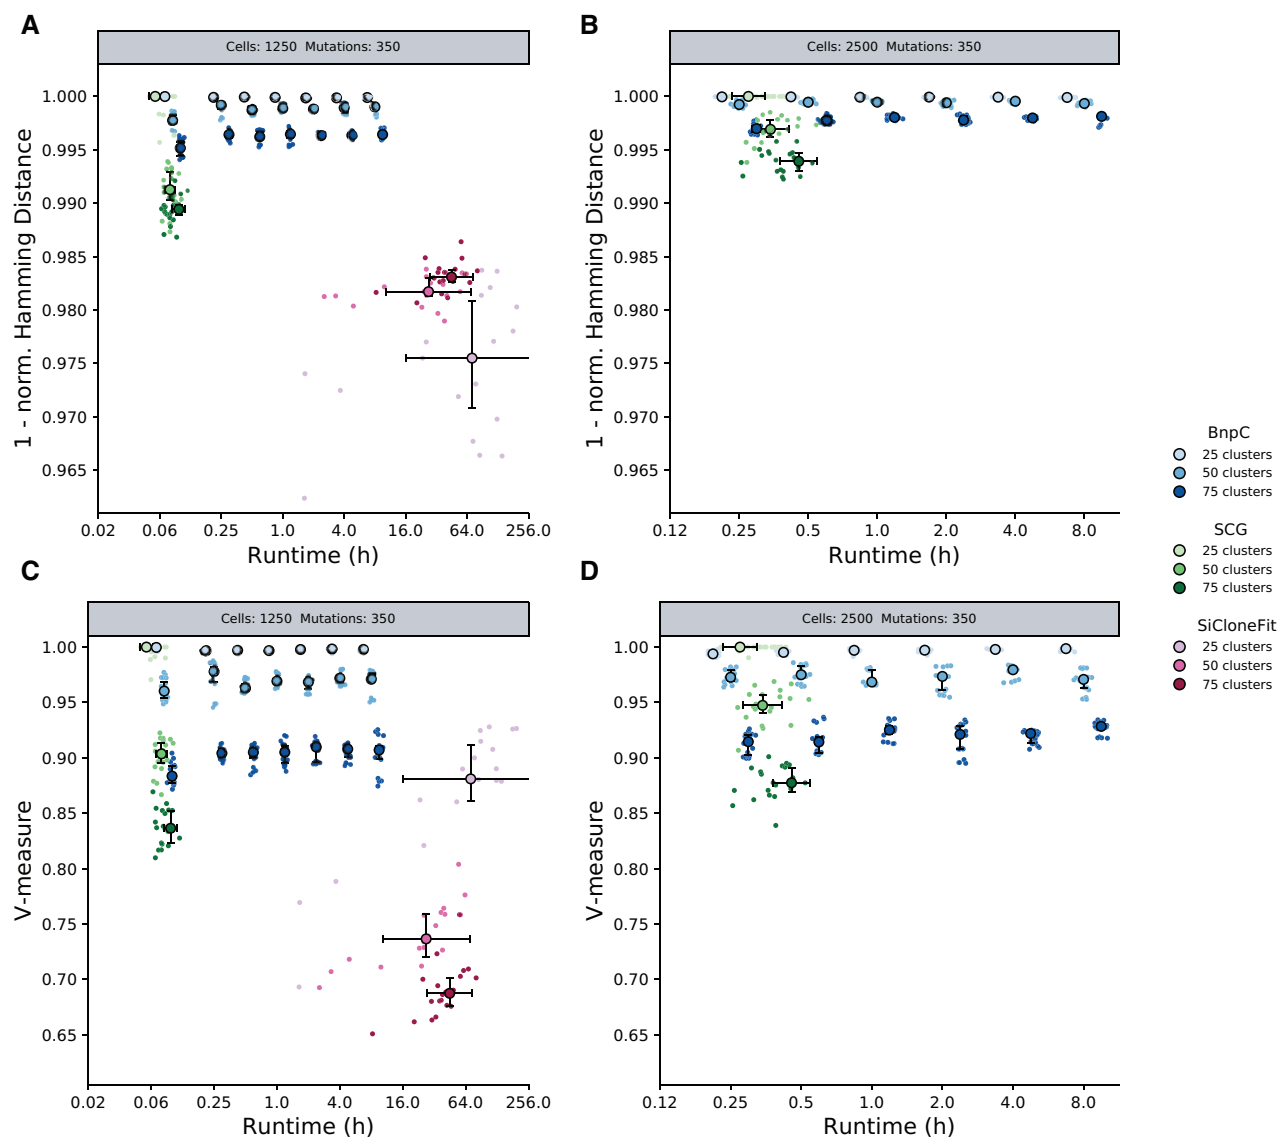 A
Cells: 1250 Mutations: 350
1 - norm. Hamming Distance
1.000
0.995
0.990
0.985
0.980
0.975
0.970
0.965
0.02 0.06 0.25 1.0 4.0 16.0 64.0 256.0
Runtime (h)
B
Cells: 2500 Mutations: 350
1 - norm. Hamming Distance
1.000
0.995
0.990
0.985
0.980
0.975
0.970
0.965
0.12 0.25 0.5 1.0 2.0 4.0 8.0
Runtime (h)
C
Cells: 1250 Mutations: 350
V-measure
1.00
0.95
0.90
0.85
0.80
0.75
0.70
0.65
0.02 0.06 0.25 1.0 4.0 16.0 64.0 256.0
Runtime (h)
D
Cells: 2500 Mutations: 350
V-measure
1.00
0.95
0.90
0.85
0.80
0.75
0.70
0.65
0.12 0.25 0.5 1.0 2.0 4.0 8.0
Runtime (h)
BnpC
25 clusters
50 clusters
75 clusters
SCG
25 clusters
50 clusters
75 clusters
SiCloneFit
25 clusters
50 clusters
75 clusters